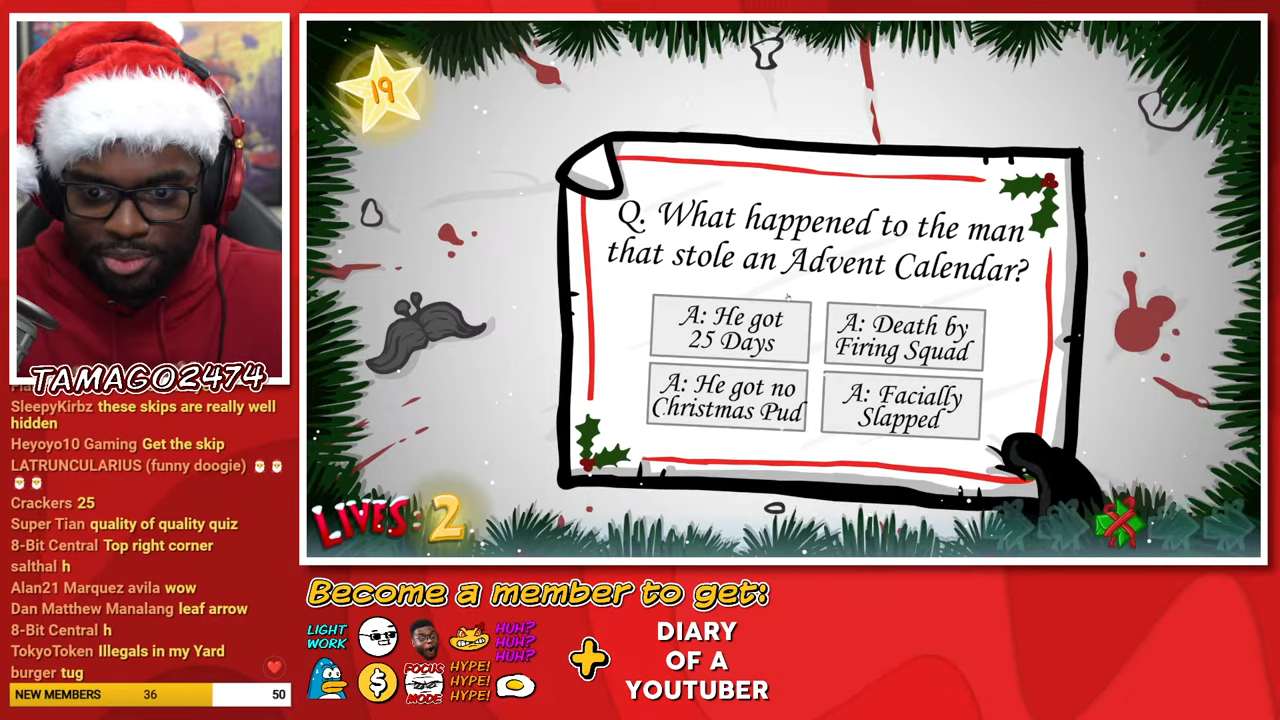 19
Q. What happened to the man
that stole an Advent Calendar?
A: He got
25 Days
A: Death by
Firing Squad
A: He got no
Christmas Pud
A: Facially
Slapped
LIVES: 2
TAMAGO2474
SleepyKirbz these skips are really well
hidden
Heyoyo10 Gaming Get the skip
LATRUNCULARIUS (funny doogie)
Crackers 25
Super Tian quality of quality quiz
8-Bit Central Top right corner
salthal h
Alan21 Marquez avila wow
Dan Matthew Manalang leaf arrow
8-Bit Central h
TokyoToken Illegals in my Yard
burger tug
NEW MEMBERS 36 50
Become a member to get:
LIGHT
WORK
HUH?
HUH?
HUH?
$
FOCUS
MODE
HYPE!
HYPE!
HYPE!
+
DIARY
OF A
YOUTUBER